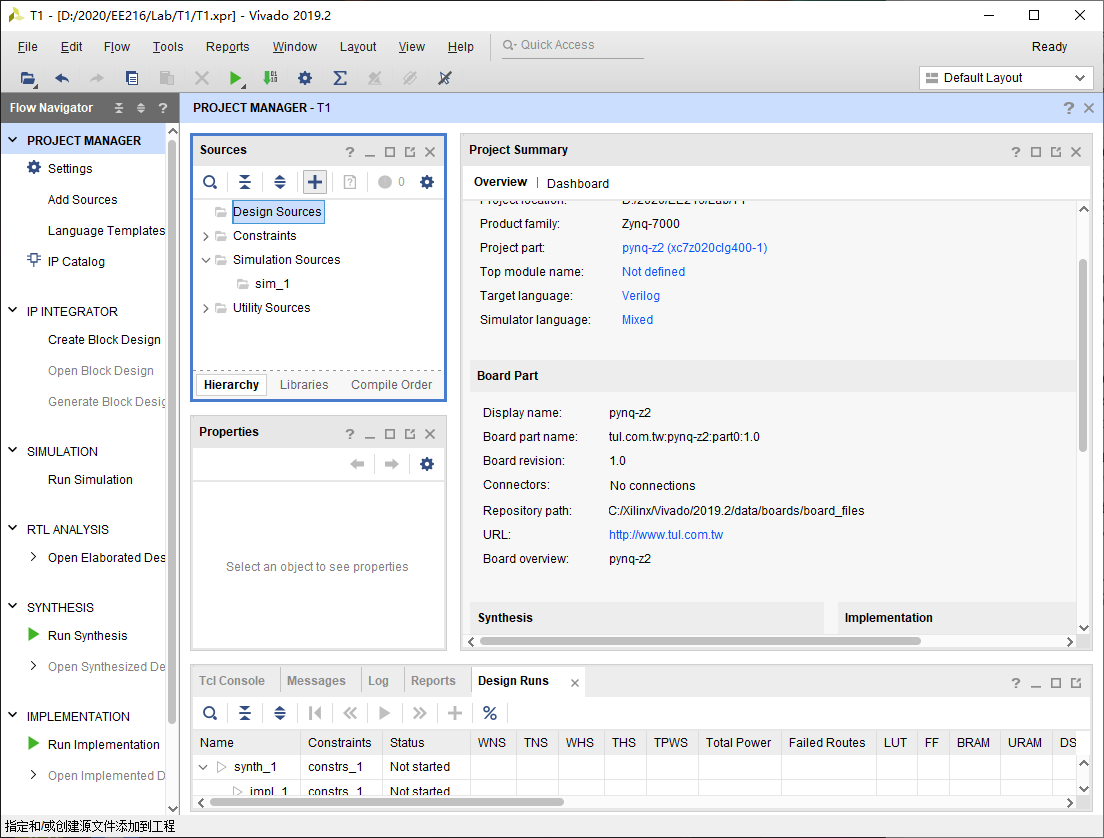 T1 - [D:/2020/EE216/Lab/T1/T1.xpr] - Vivado 2019.2
File Edit Flow Tools Reports Window Layout View Help Quick Access Ready
Default Layout
Flow Navigator
PROJECT MANAGER
Settings
Add Sources
Language Templates
IP Catalog
IP INTEGRATOR
Create Block Design
Open Block Design
Generate Block Desig
SIMULATION
Run Simulation
RTL ANALYSIS
Open Elaborated Des
SYNTHESIS
Run Synthesis
Open Synthesized De
IMPLEMENTATION
Run Implementation
Open Implemented D
PROJECT MANAGER - T1
Sources
0
Design Sources
Constraints
Simulation Sources
sim_1
Utility Sources
Hierarchy Libraries Compile Order
Properties
Select an object to see properties
Project Summary
Overview | Dashboard
Project location: D:/2020/EE216/Lab/T1
Product family: Zynq-7000
Project part: pynq-z2 (xc7z020clg400-1)
Top module name: Not defined
Target language: Verilog
Simulator language: Mixed
Board Part
Display name: pynq-z2
Board part name: tul.com.tw:pynq-z2:part0:1.0
Board revision: 1.0
Connectors: No connections
Repository path: C:/Xilinx/Vivado/2019.2/data/boards/board_files
URL: http://www.tul.com.tw
Board overview: pynq-z2
Synthesis Implementation
Tcl Console Messages Log Reports Design Runs
Name Constraints Status WNS TNS WHS THS TPWS Total Power Failed Routes LUT FF BRAM URAM DS
synth_1 constrs_1 Not started
impl_1 constrs_1 Not started
指定和/或创建源文件添加到工程